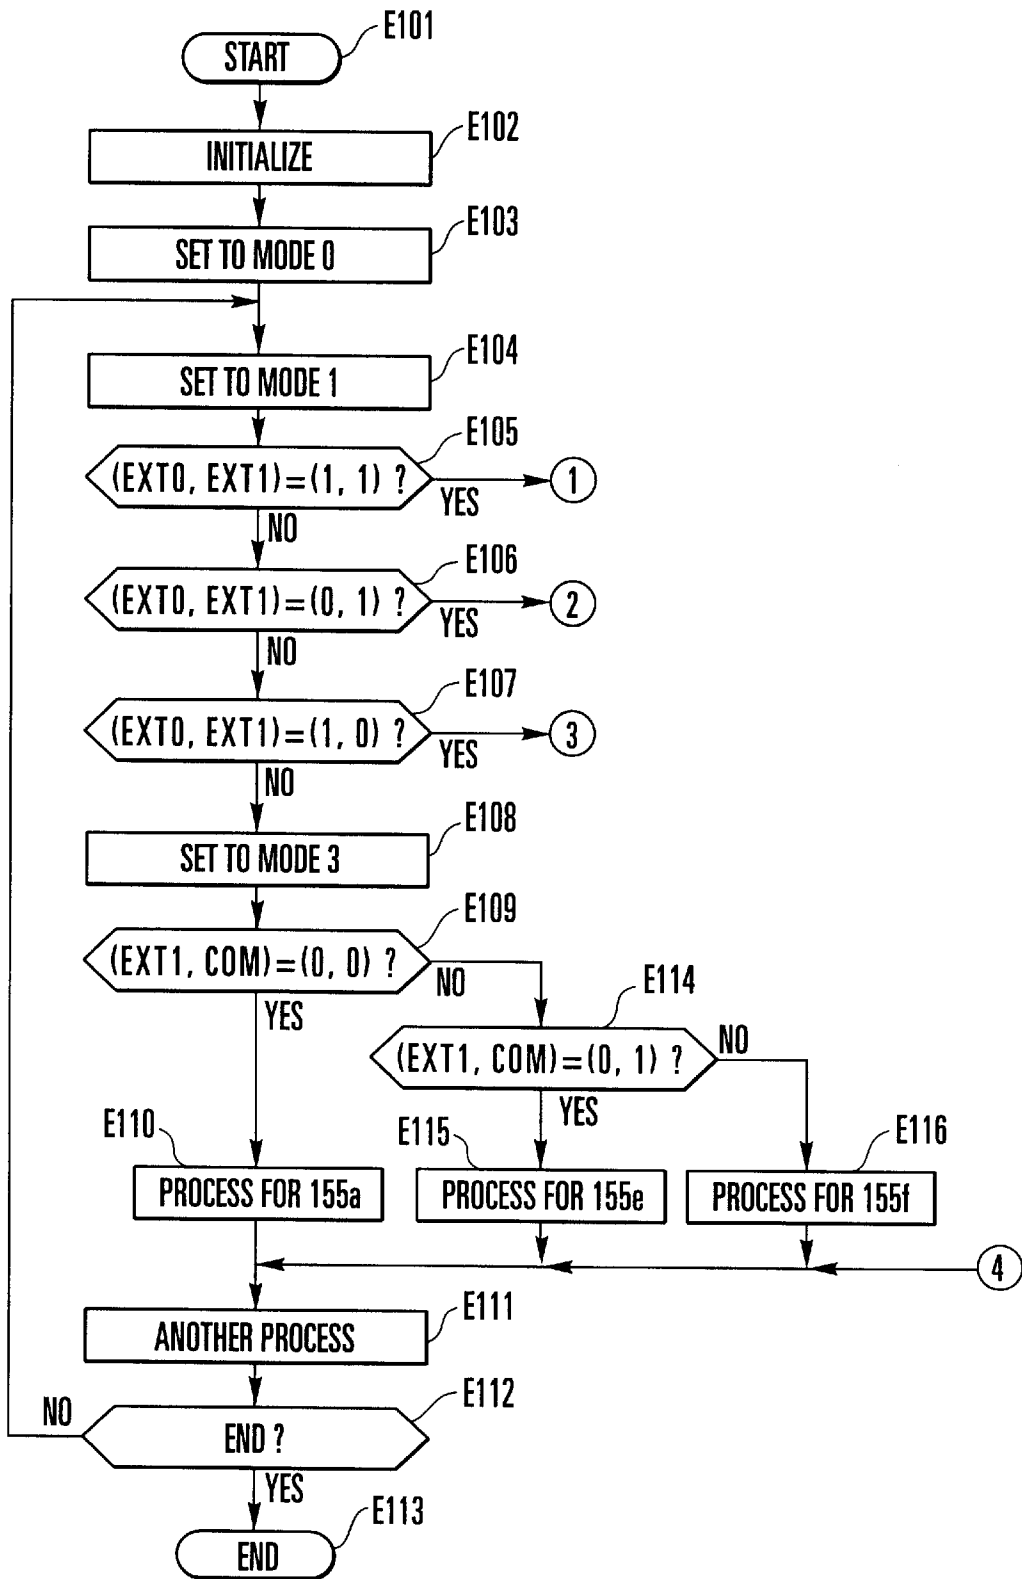 E101
START
E102
INITIALIZE
E103
SET TO MODE 0
E104
SET TO MODE 1
E105
(EXT0, EXT1)=(1, 1) ?
YES
1
NO
E106
(EXT0, EXT1)=(0, 1) ?
YES
2
NO
E107
(EXT0, EXT1)=(1, 0) ?
YES
3
NO
E108
SET TO MODE 3
E109
(EXT1, COM)=(0, 0) ?
NO
YES
E114
(EXT1, COM)=(0, 1) ?
NO
YES
E110
PROCESS FOR 155a
E115
PROCESS FOR 155e
E116
PROCESS FOR 155f
4
E111
ANOTHER PROCESS
E112
NO
END ?
YES
E113
END